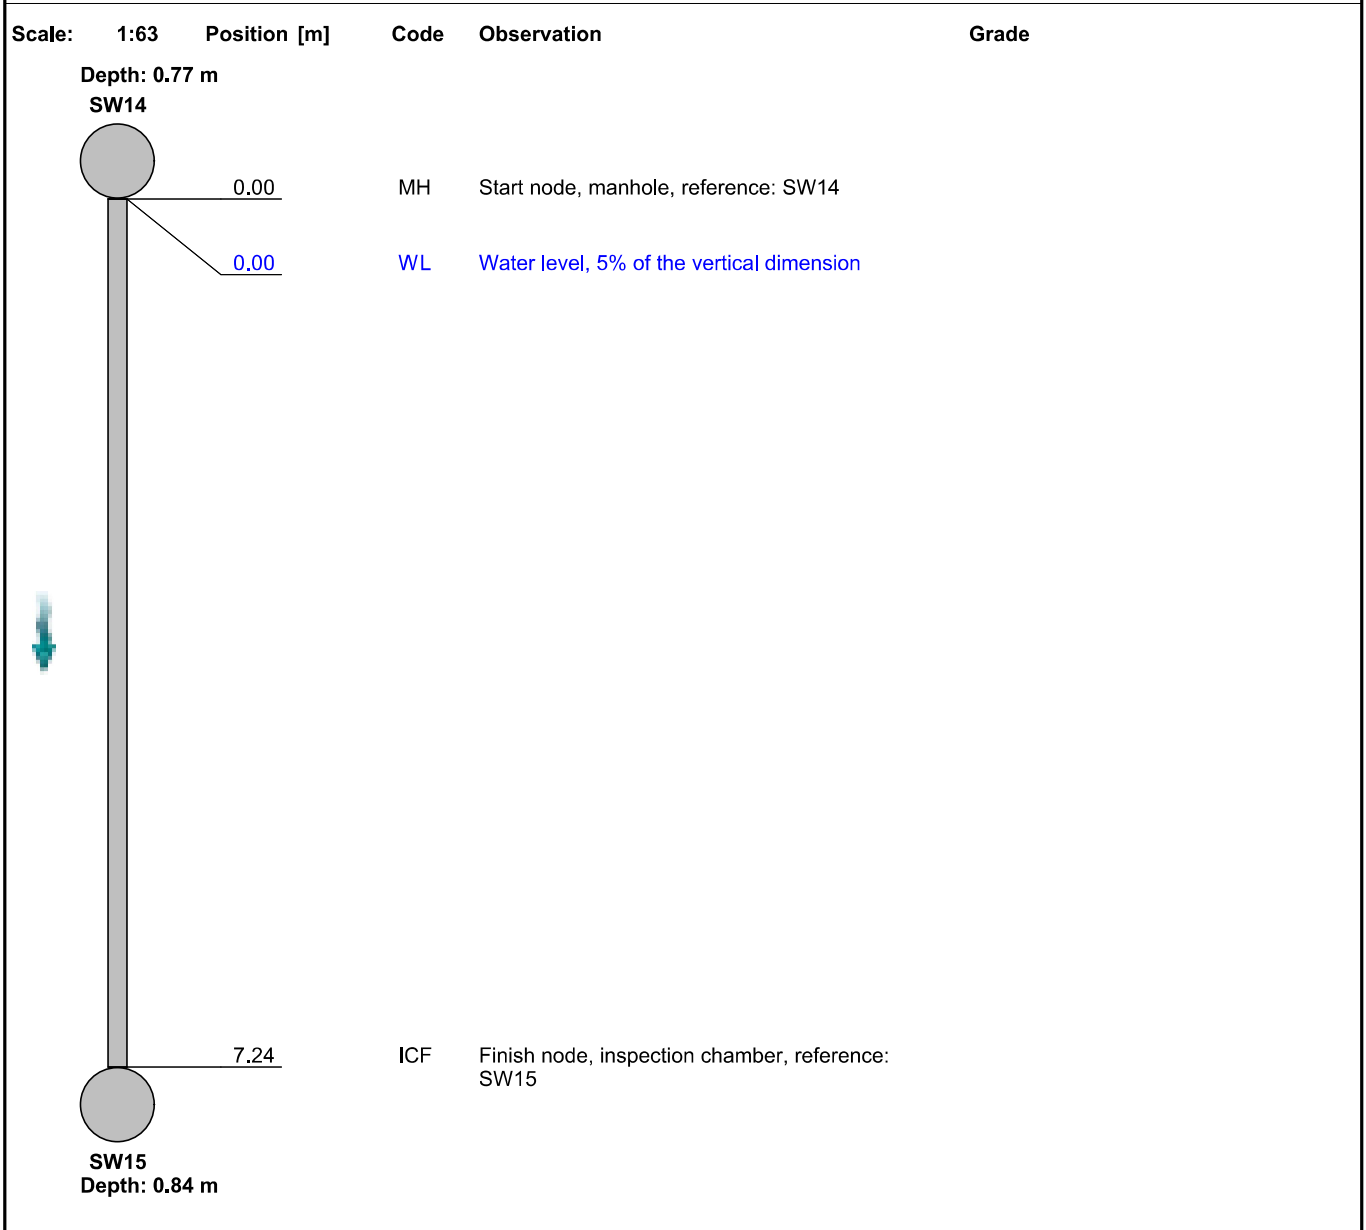 Scale: 1:63 Position [m] Code Observation Grade
Depth: 0.77 m
SW14
0.00 MH Start node, manhole, reference: SW14
0.00 WL Water level, 5% of the vertical dimension
7.24 ICF Finish node, inspection chamber, reference:
SW15
SW15
Depth: 0.84 m